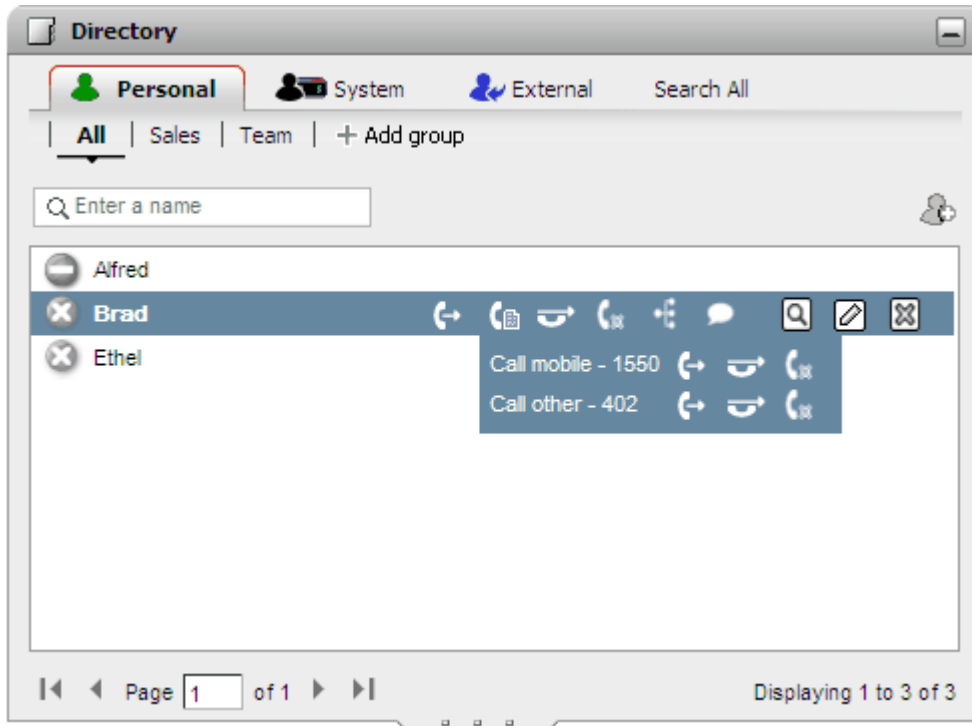 Directory
Personal System External Search All
All | Sales | Team | + Add group
Enter a name
Alfred
Brad
Call mobile - 1550
Call other - 402
Ethel
Page 1 of 1
Displaying 1 to 3 of 3